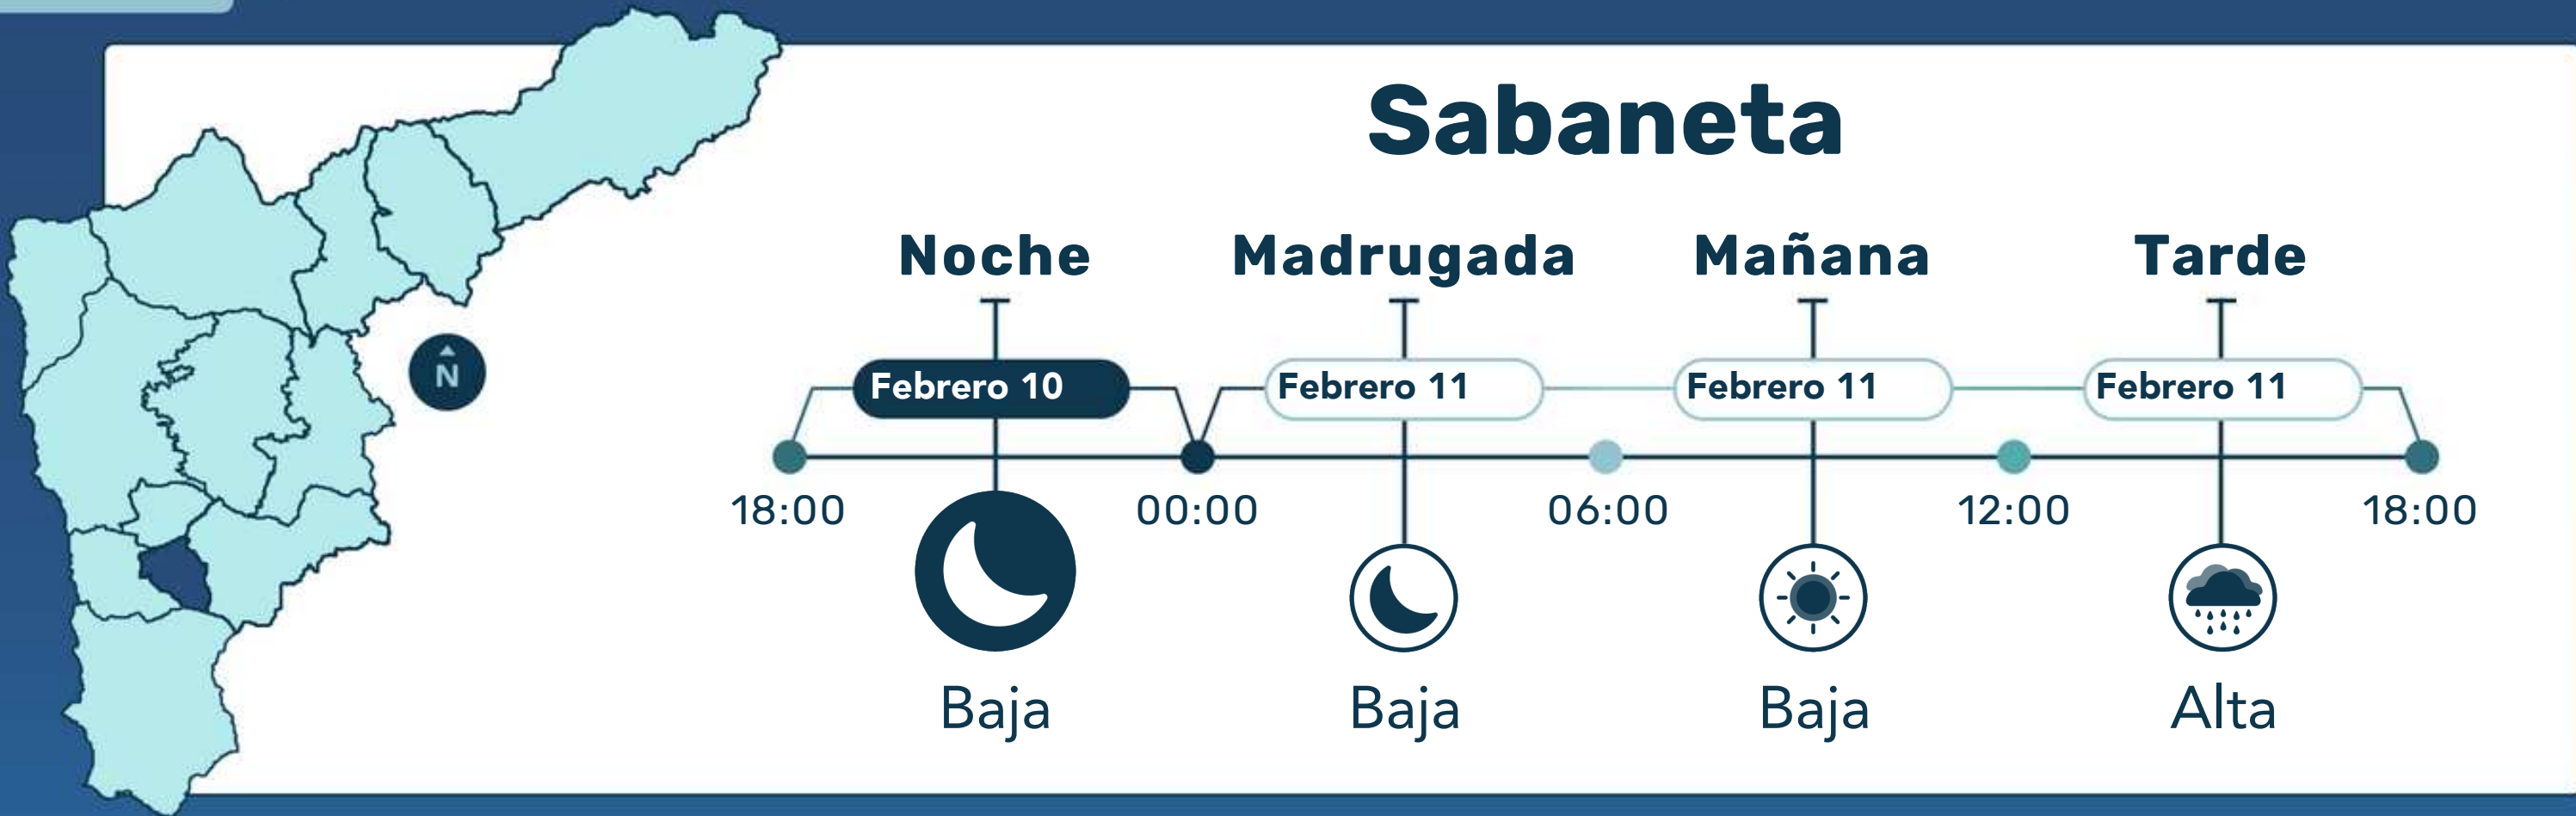 Sabaneta
Noche
Madrugada
Mañana
Tarde
N
Febrero 10
Febrero 11
Febrero 11
Febrero 11
18:00
00:00
06:00
12:00
18:00
Baja
Baja
Baja
Alta